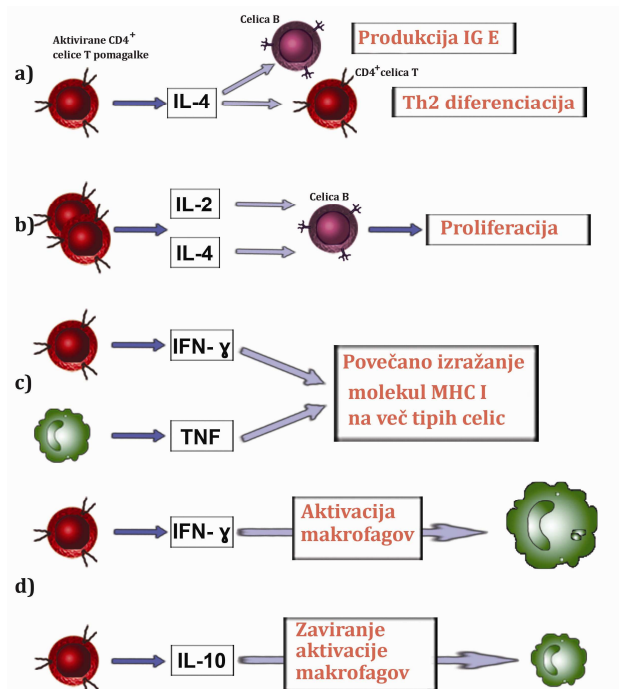 Celica B
Produkcija IG E
Aktivirane CD4+
celice T pomagalke
a)
IL-4
CD4+celica T
Th2 diferenciacija
b)
IL-2
IL-4
Celica B
Proliferacija
c)
IFN- Ɣ
TNF
Povečano izražanje
molekul MHC I
na več tipih celic
IFN- Ɣ
Aktivacija
makrofagov
d)
IL-10
Zaviranje
aktivacije
makrofagov